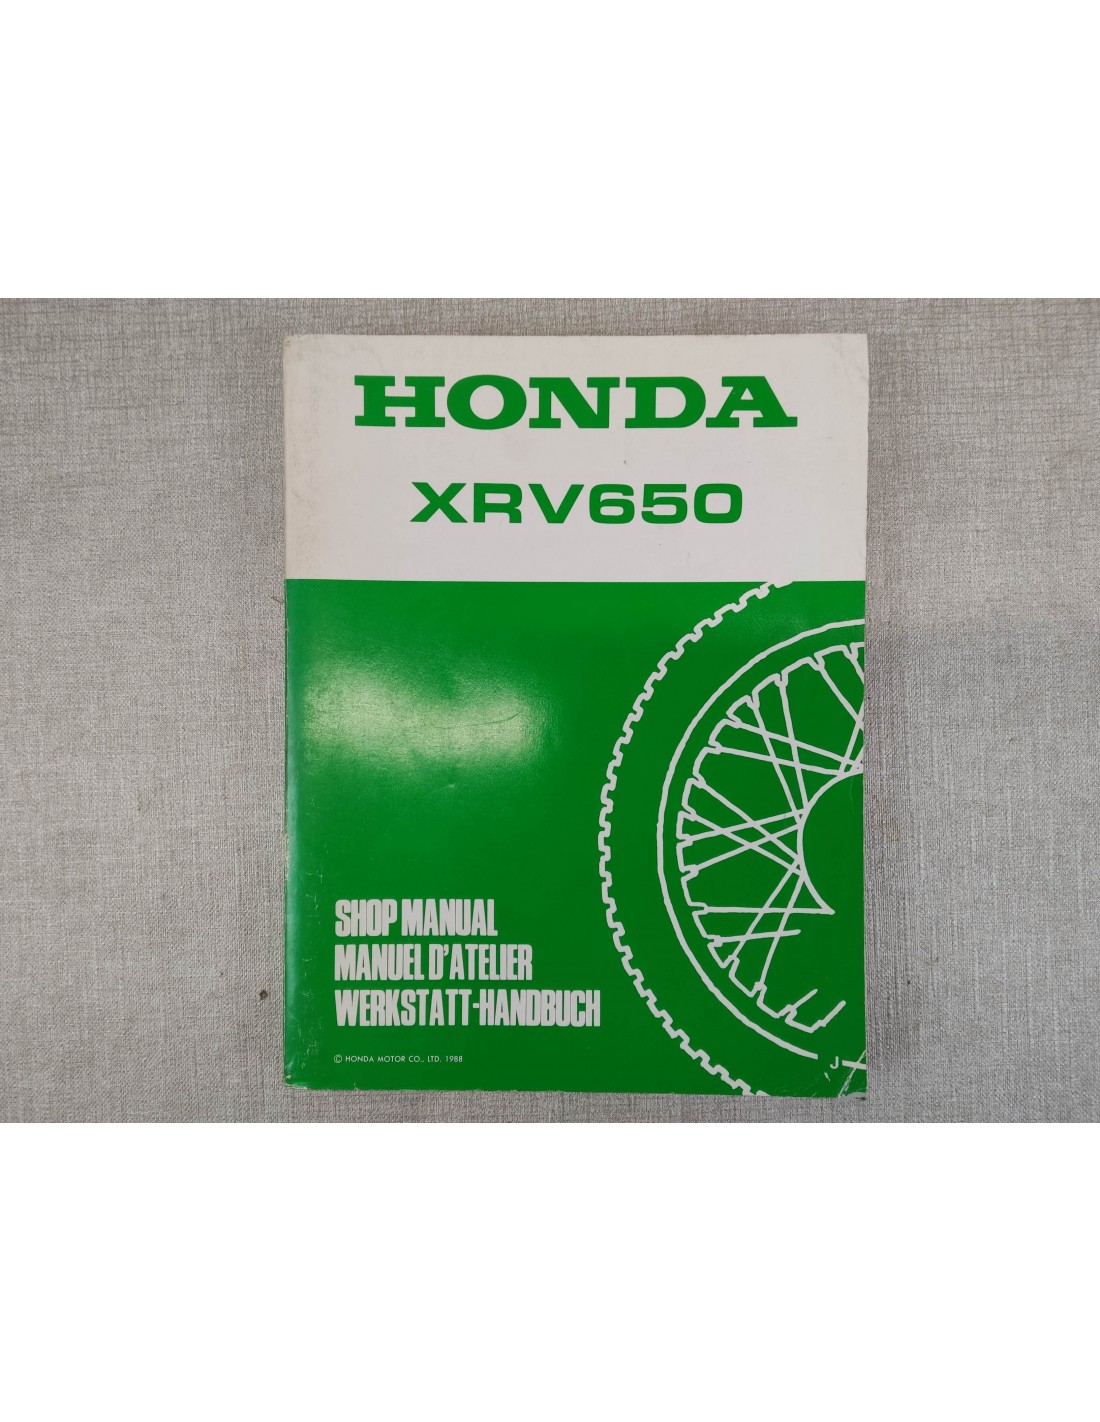 HONDA
XRV650
SHOP MANUAL
MANUEL D'ATELIER
WERKSTATT-HANDBUCH
© HONDA MOTOR CO., LTD. 1988
J